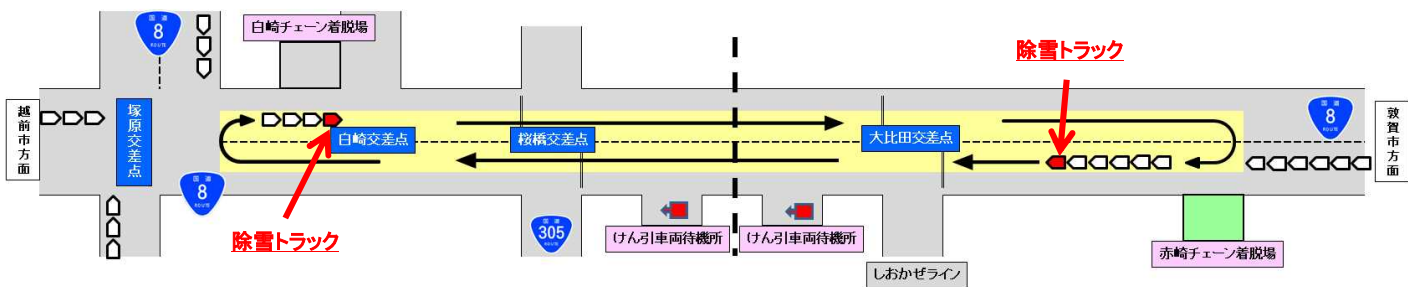 国道
8
ROUTE
白崎チェーン着脱場
除雪トラック
越前市方面
塚原交差点
白崎交差点
桜橋交差点
大比田交差点
国道
8
ROUTE
敦賀市方面
国道
8
ROUTE
除雪トラック
国道
305
ROUTE
けん引車両待機所
けん引車両待機所
赤崎チェーン着脱場
しおかぜライン